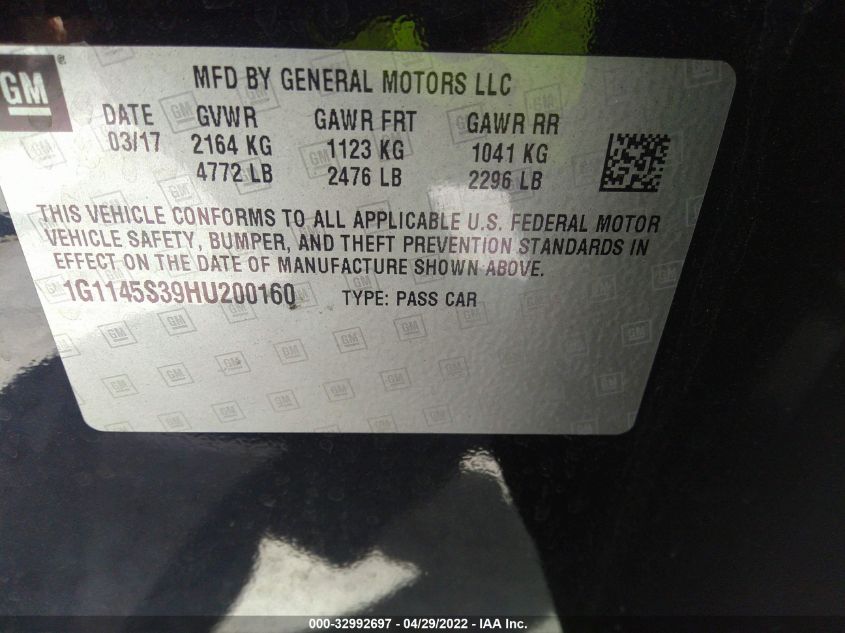 GM
MFD BY GENERAL MOTORS LLC
DATE GVWR GAWR FRT GAWR RR
03/17 2164 KG 1123 KG 1041 KG
4772 LB 2476 LB 2296 LB
THIS VEHICLE CONFORMS TO ALL APPLICABLE U.S. FEDERAL MOTOR
VEHICLE SAFETY, BUMPER, AND THEFT PREVENTION STANDARDS IN
EFFECT ON THE DATE OF MANUFACTURE SHOWN ABOVE.
1G1145S39HU200160 TYPE: PASS CAR
000-32992697 - 04/29/2022 - IAA Inc.